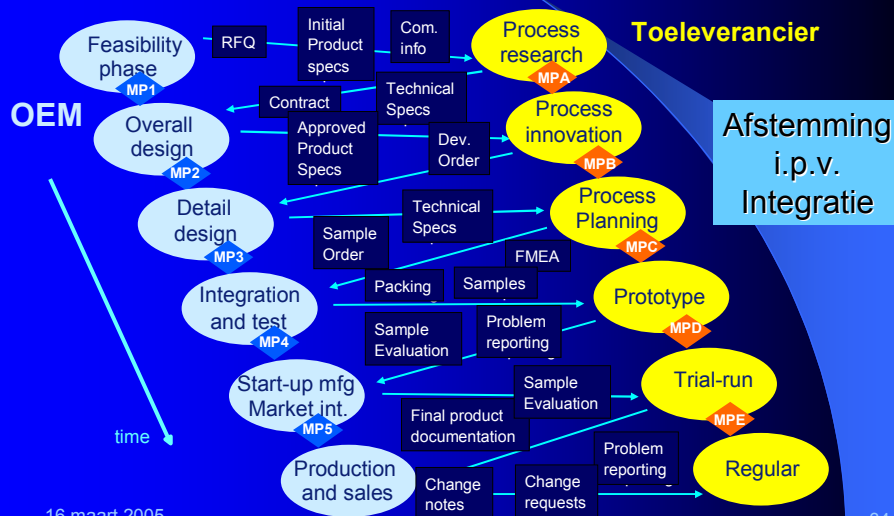 Feasibility
phase
MP1
RFQ
Initial
Product
specs
Com.
info
Process
research
MPA
Toeleverancier
OEM
Contract
Technical
Specs
Overall
design
MP2
Approved
Product
Specs
Dev.
Order
Process
innovation
MPB
Afstemming
i.p.v.
Integratie
Detail
design
MP3
Sample
Order
Technical
Specs
Process
Planning
MPC
FMEA
Integration
and test
MP4
Packing
Samples
Prototype
MPD
Sample
Evaluation
Problem
reporting
Start-up mfg
Market int.
MP5
Sample
Evaluation
Trial-run
MPE
time
Final product
documentation
Problem
reporting
Production
and sales
Change
notes
Change
requests
Regular
16 maart 2005